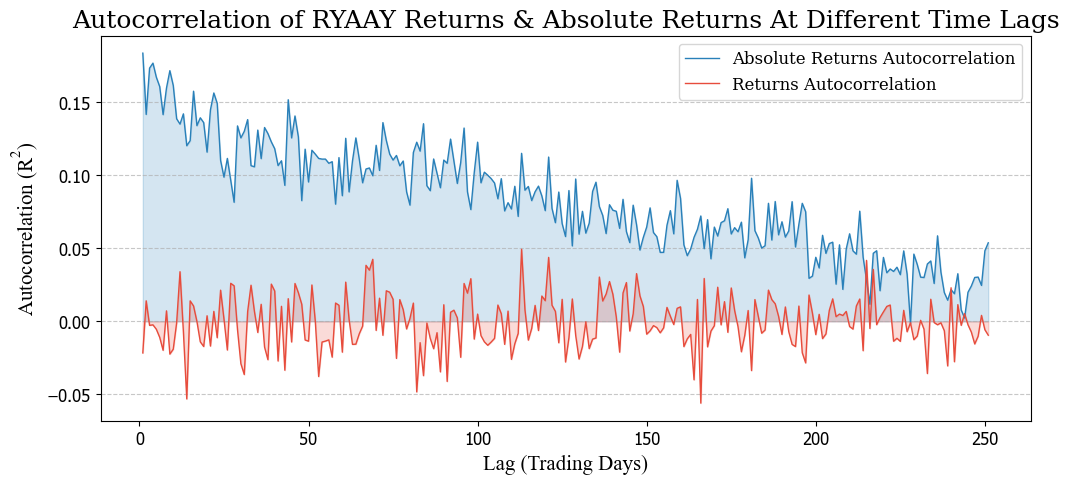 Autocorrelation of RYAAY Returns & Absolute Returns At Different Time Lags
Absolute Returns Autocorrelation
Returns Autocorrelation
Autocorrelation (R²)
0.15
0.10
0.05
0.00
−0.05
0 50 100 150 200 250
Lag (Trading Days)